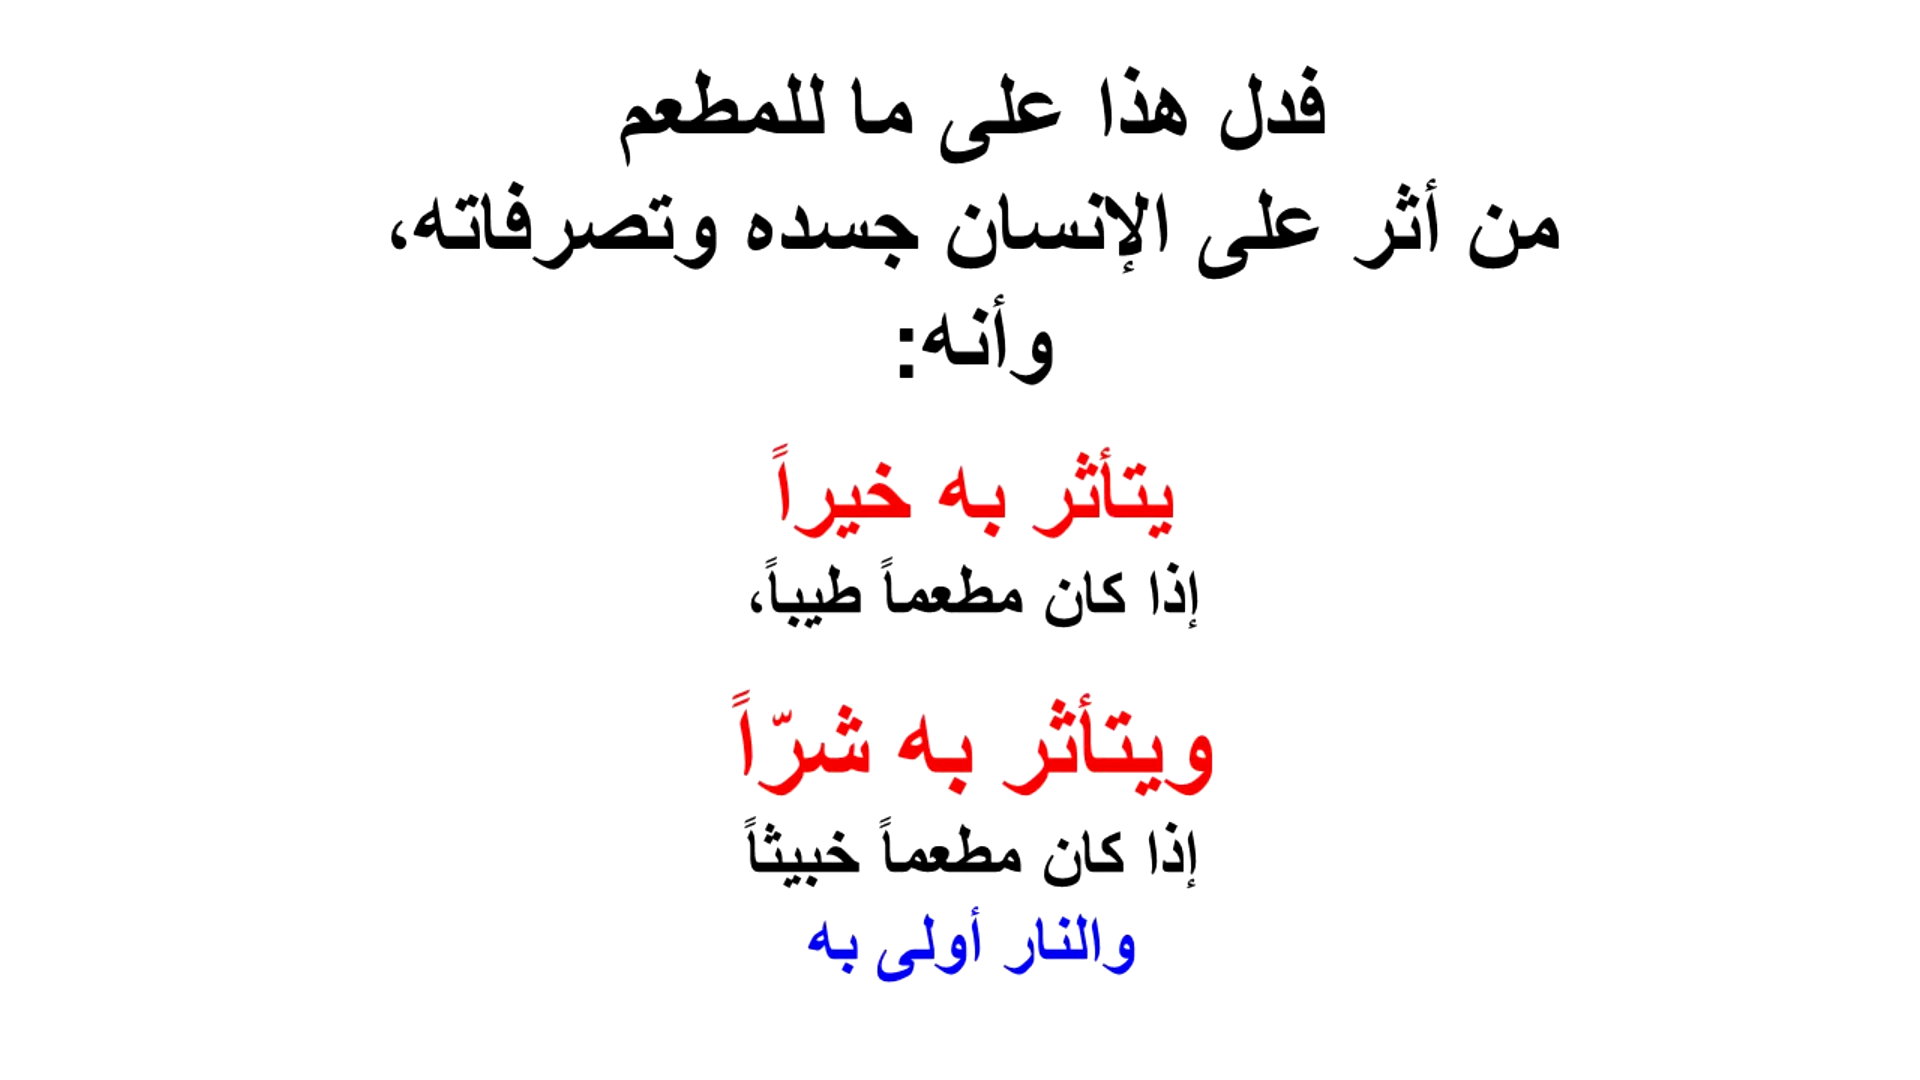 فدل هذا على ما للمطعم
من أثر على الإنسان جسده وتصرفاته،
وأنه:
يتأثر به خيراً
إذا كان مطعماً طيباً،
ويتأثر به شرّاً
إذا كان مطعماً خبيثاً
والنار أولى به